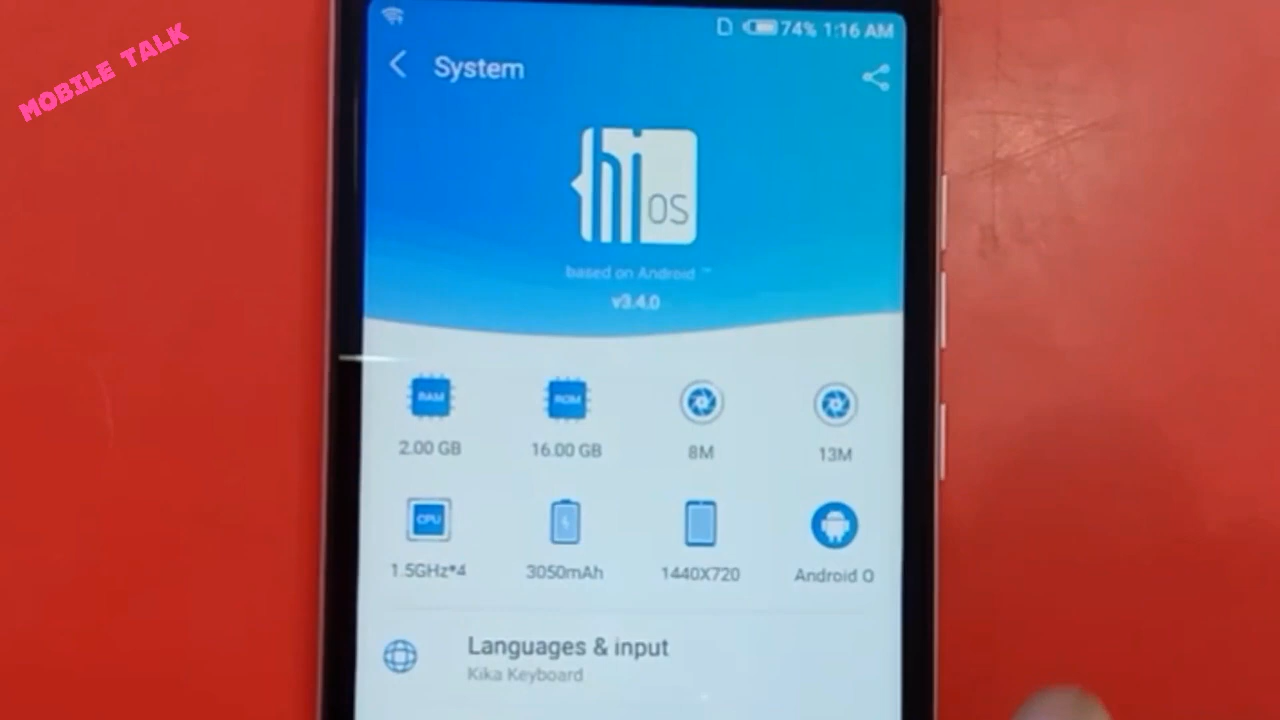 MOBILE TALK
74% 1:16 AM
System
hi OS
based on Android ™
v3.4.0
RAM
ROM
2.00 GB
16.00 GB
8M
13M
CPU
1.5GHz*4
3050mAh
1440X720
Android O
Languages & input
Kika Keyboard